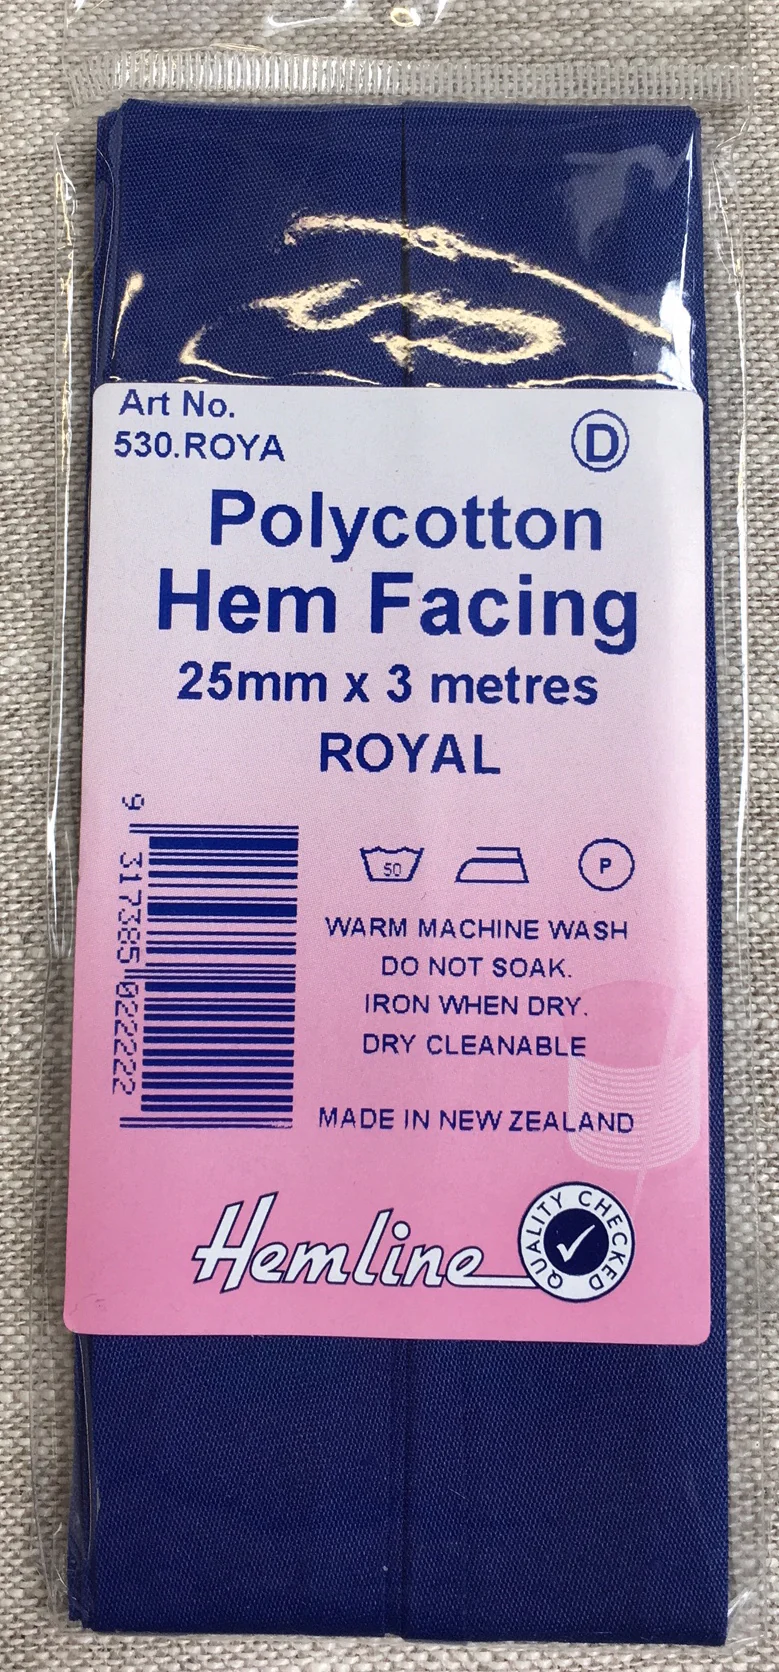 Art No.
530.ROYA
D
Polycotton
Hem Facing
25mm x 3 metres
ROYAL
9 317385 022222
50
P
WARM MACHINE WASH
DO NOT SOAK.
IRON WHEN DRY.
DRY CLEANABLE
MADE IN NEW ZEALAND
Hemline
QUALITY CHECKED